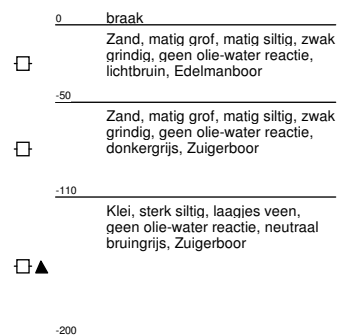 0 braak
Zand, matig grof, matig siltig, zwak
grindig, geen olie-water reactie,
lichtbruin, Edelmanboor
-50
Zand, matig grof, matig siltig, zwak
grindig, geen olie-water reactie,
donkergrijs, Zuigerboor
-110
Klei, sterk siltig, laagjes veen,
geen olie-water reactie, neutraal
bruingrijs, Zuigerboor
-200